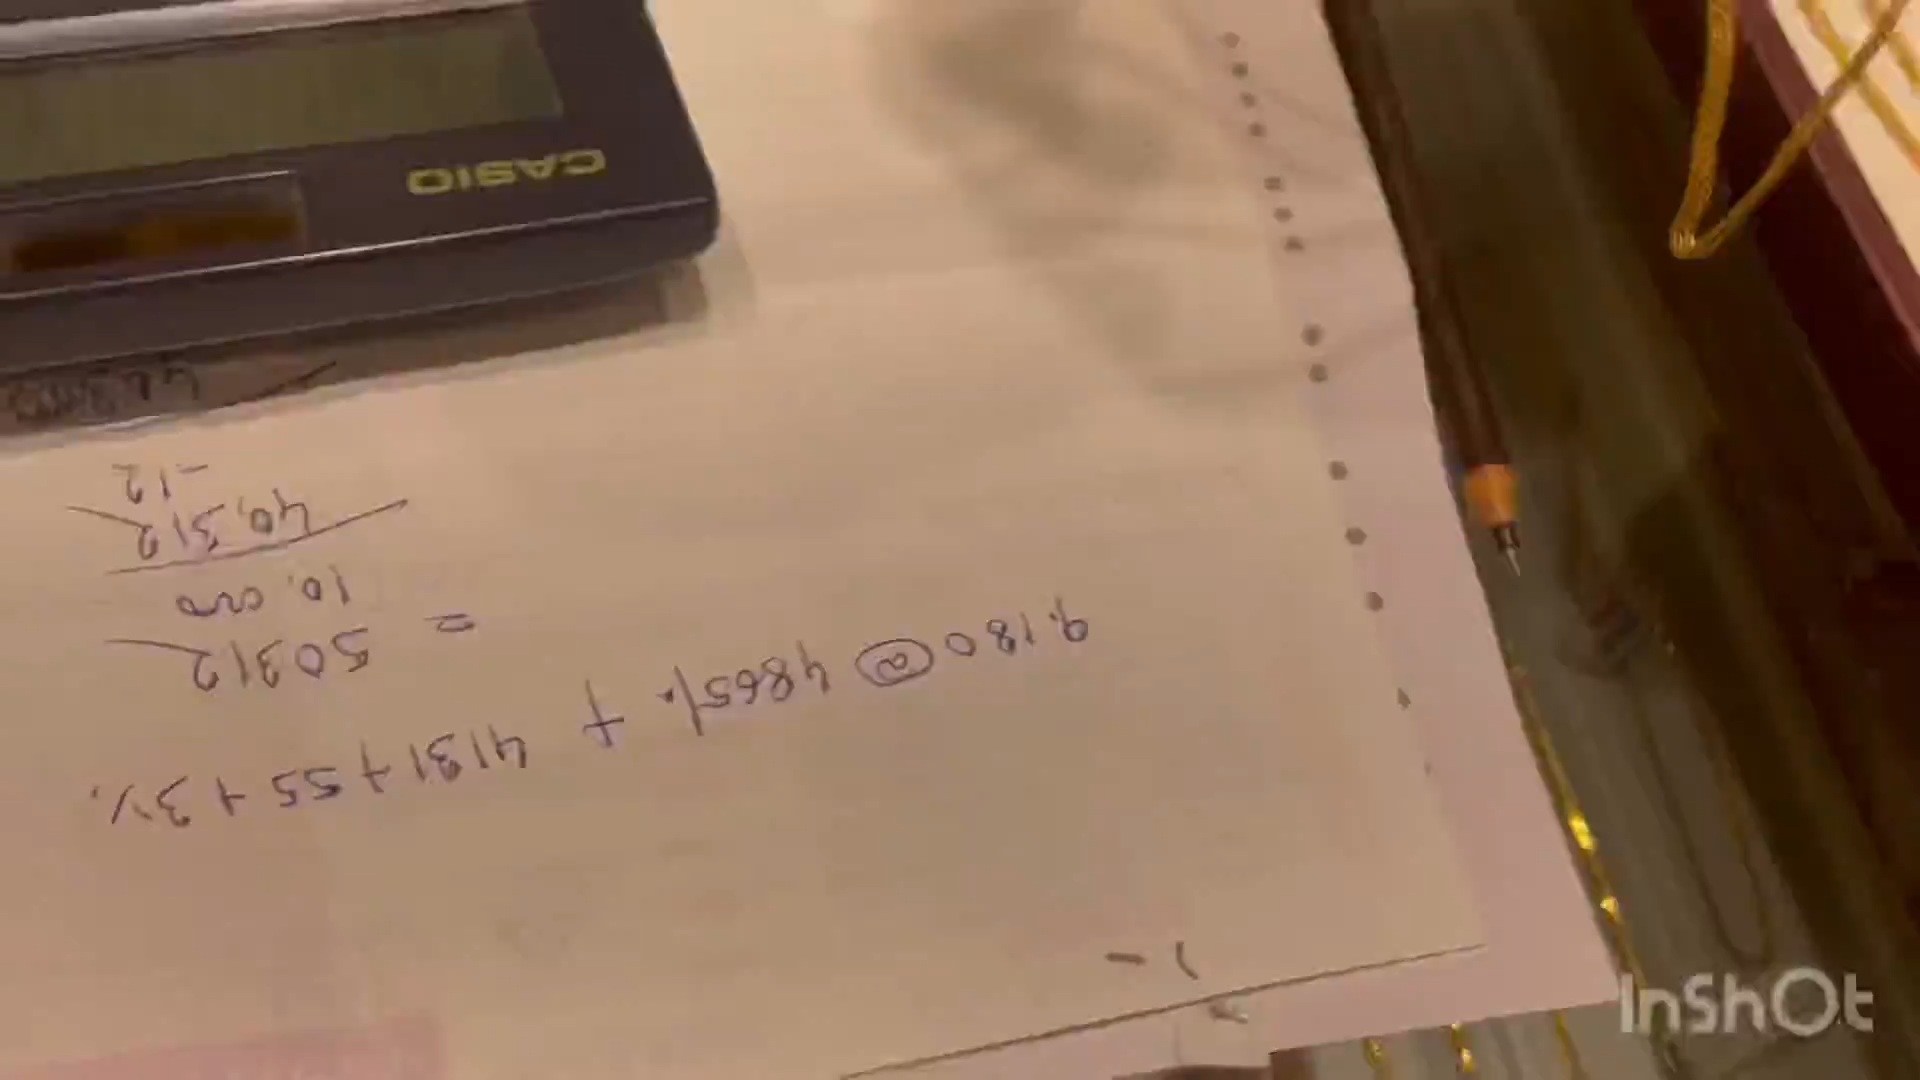 9.180 @ 4865/. + 4131 + 55 + 3%.
= 50312
10,000
40,312
-12
CASIO
InShOt